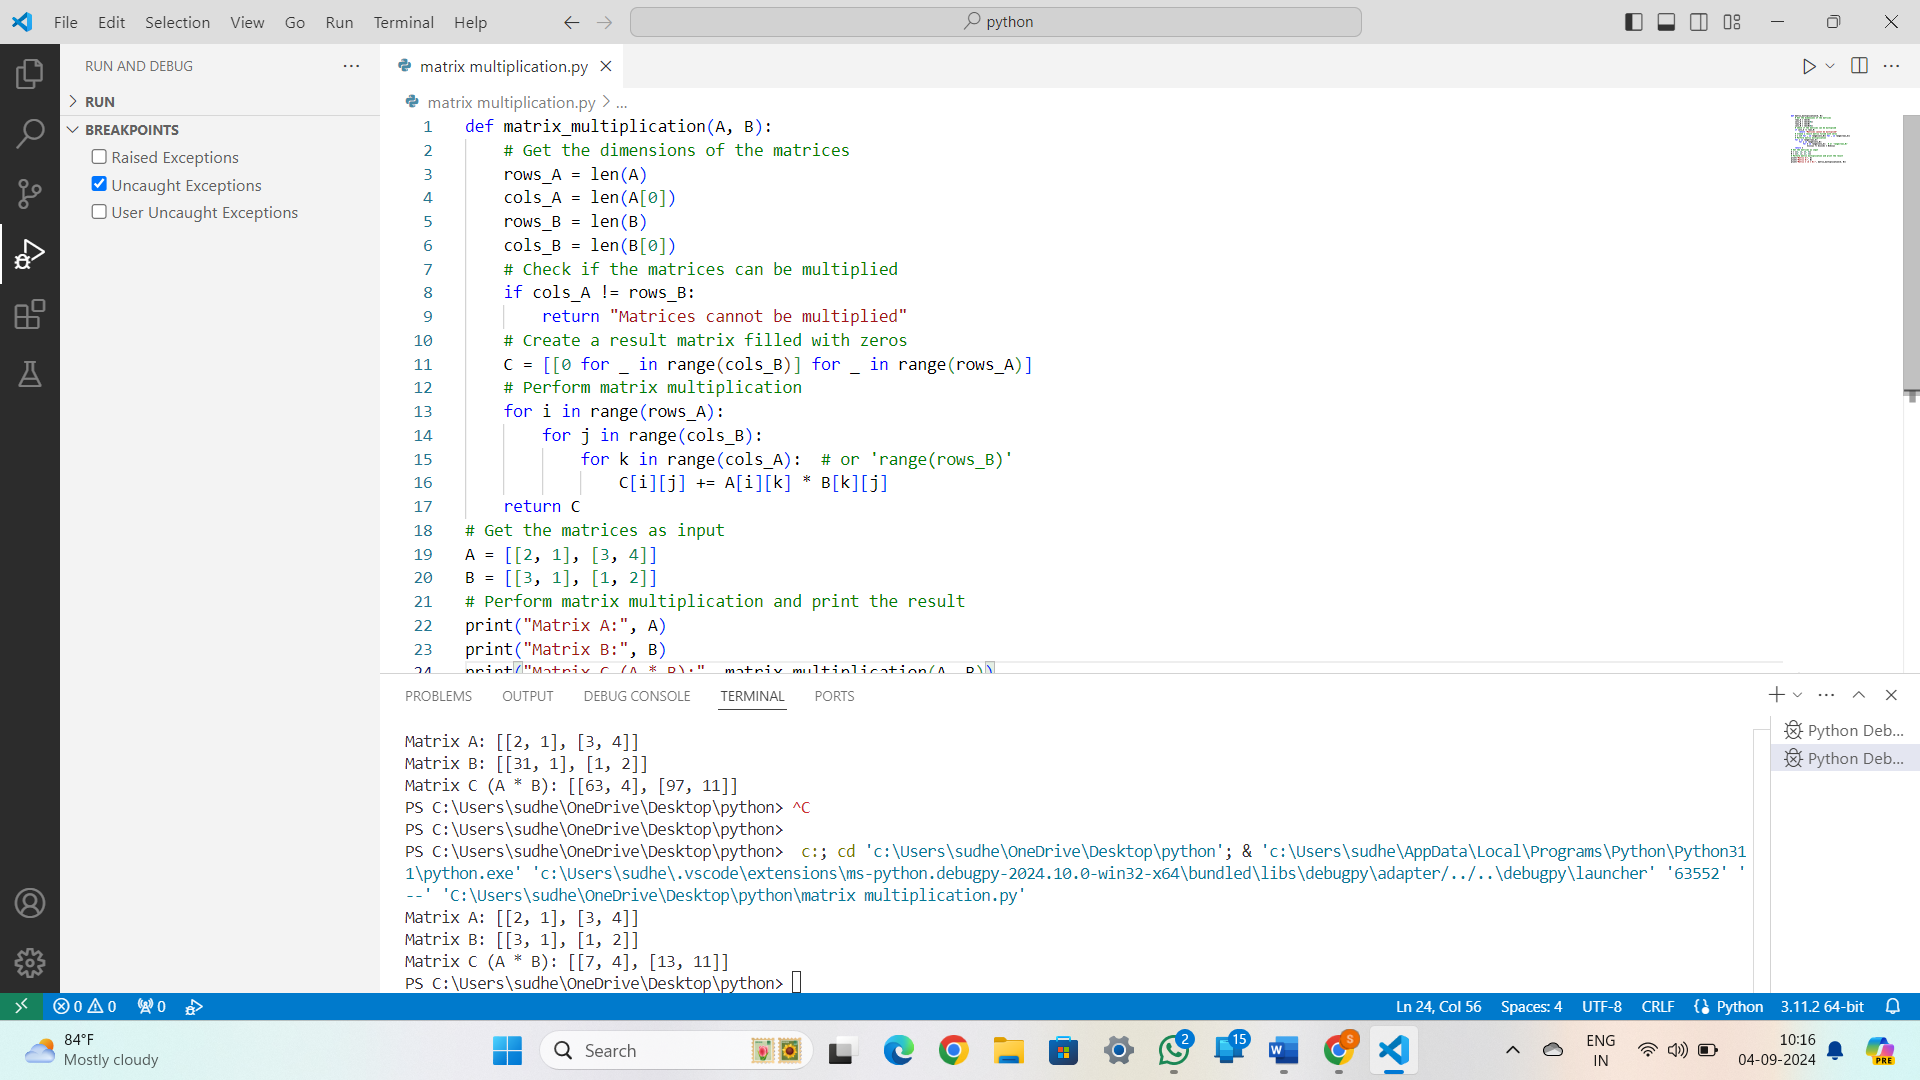 File Edit Selection View Go Run Terminal Help
python
RUN AND DEBUG
RUN
BREAKPOINTS
Raised Exceptions
Uncaught Exceptions
User Uncaught Exceptions
matrix multiplication.py
matrix multiplication.py > ...
1 def matrix_multiplication(A, B):
2 # Get the dimensions of the matrices
3 rows_A = len(A)
4 cols_A = len(A[0])
5 rows_B = len(B)
6 cols_B = len(B[0])
7 # Check if the matrices can be multiplied
8 if cols_A != rows_B:
9 return "Matrices cannot be multiplied"
10 # Create a result matrix filled with zeros
11 C = [[0 for _ in range(cols_B)] for _ in range(rows_A)]
12 # Perform matrix multiplication
13 for i in range(rows_A):
14 for j in range(cols_B):
15 for k in range(cols_A): # or 'range(rows_B)'
16 C[i][j] += A[i][k] * B[k][j]
17 return C
18 # Get the matrices as input
19 A = [[2, 1], [3, 4]]
20 B = [[3, 1], [1, 2]]
21 # Perform matrix multiplication and print the result
22 print("Matrix A:", A)
23 print("Matrix B:", B)
24 print("Matrix C (A * B):", matrix_multiplication(A, B))
PROBLEMS OUTPUT DEBUG CONSOLE TERMINAL PORTS
Matrix A: [[2, 1], [3, 4]]
Matrix B: [[31, 1], [1, 2]]
Matrix C (A * B): [[63, 4], [97, 11]]
PS C:\Users\sudhe\OneDrive\Desktop\python> ^C
PS C:\Users\sudhe\OneDrive\Desktop\python>
PS C:\Users\sudhe\OneDrive\Desktop\python>  c:; cd 'c:\Users\sudhe\OneDrive\Desktop\python'; & 'c:\Users\sudhe\AppData\Local\Programs\Python\Python31
1\python.exe' 'c:\Users\sudhe\.vscode\extensions\ms-python.debugpy-2024.10.0-win32-x64\bundled\libs\debugpy\adapter/../..\debugpy\launcher' '63552' '
--' 'C:\Users\sudhe\OneDrive\Desktop\python\matrix multiplication.py'
Matrix A: [[2, 1], [3, 4]]
Matrix B: [[3, 1], [1, 2]]
Matrix C (A * B): [[7, 4], [13, 11]]
PS C:\Users\sudhe\OneDrive\Desktop\python>
Python Deb...
Python Deb...
0 0 0
Ln 24, Col 56 Spaces: 4 UTF-8 CRLF Python 3.11.2 64-bit
84°F
Mostly cloudy
Search
2
15
S
ENG
IN
10:16
04-09-2024
PRE